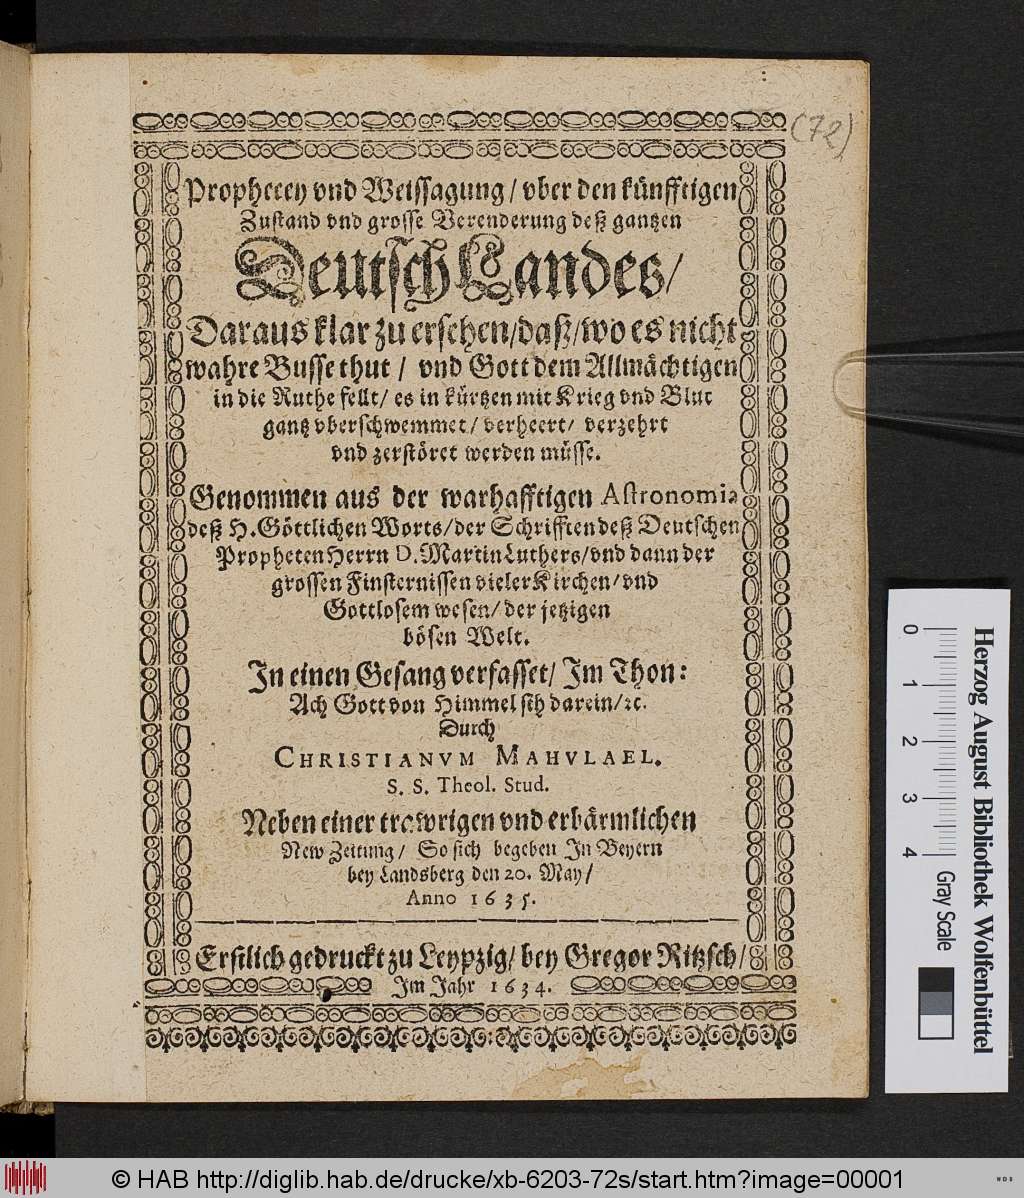 (72)
Prophecey vnd Weissagung / vber den künfftigen
Zustand vnd grosse Verenderung deß gantzen
Deutsch Landes /
Daraus klar zu ersehen / daß / wo es nicht
wahre Busse thut / vnd Gott dem Allmächtigen
in die Ruthe fellt / es in kürtzen mit Krieg vnd Blut
gantz vberschwemmet / verheert / verzehrt
vnd zerstöret werden müsse.
Genommen aus der warhafftigen Astronomia
deß H. Göttlichen Worts / der Schrifften deß Deutschen
Propheten Herrn D. Martin Luthers / vnd dann der
grossen Finsternissen vieler Kirchen / vnd
Gottlosem wesen / der jetzigen
bösen Welt.
In einen Gesang verfasset / Im Thon:
Ach Gott von Himmel sih darein / ꝛc.
Durch
CHRISTIANVM MAHVLAEL.
S. S. Theol. Stud.
Neben einer trawrigen vnd erbärmlichen
New Zeitung / So sich begeben In Beyern
bey Landsberg den 20. May /
Anno 1635.
Erstlich gedruckt zu Leypzig / bey Gregor Ritzsch /
Im Jahr 1634.
Herzog August Bibliothek Wolfenbüttel
0 1 2 3 4 Gray Scale
© HAB http://diglib.hab.de/drucke/xb-6203-72s/start.htm?image=00001